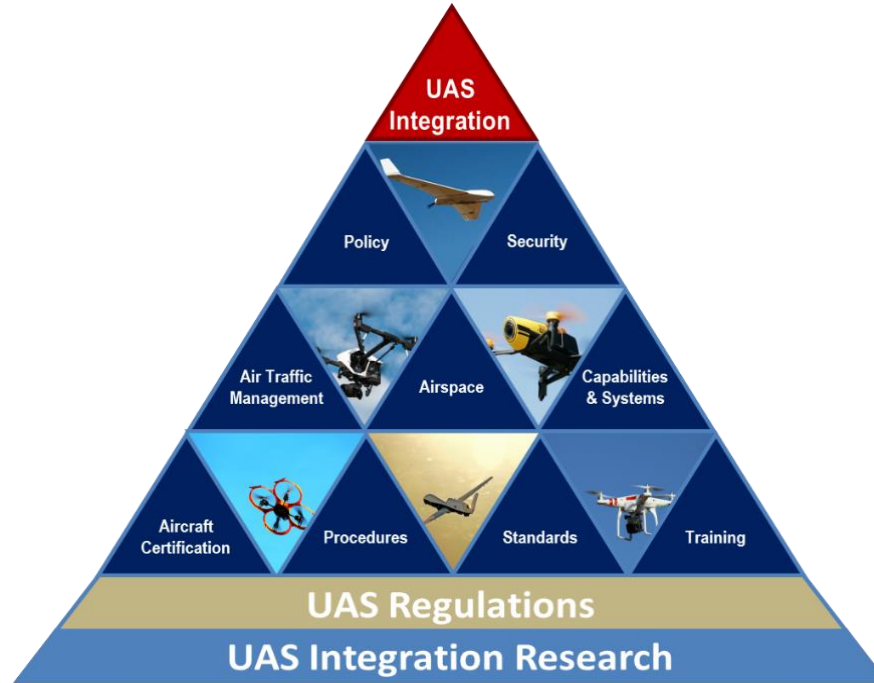 UAS
Integration
Policy
Security
Air Traffic
Management
Airspace
Capabilities
& Systems
Aircraft
Certification
Procedures
Standards
Training
UAS Regulations
UAS Integration Research